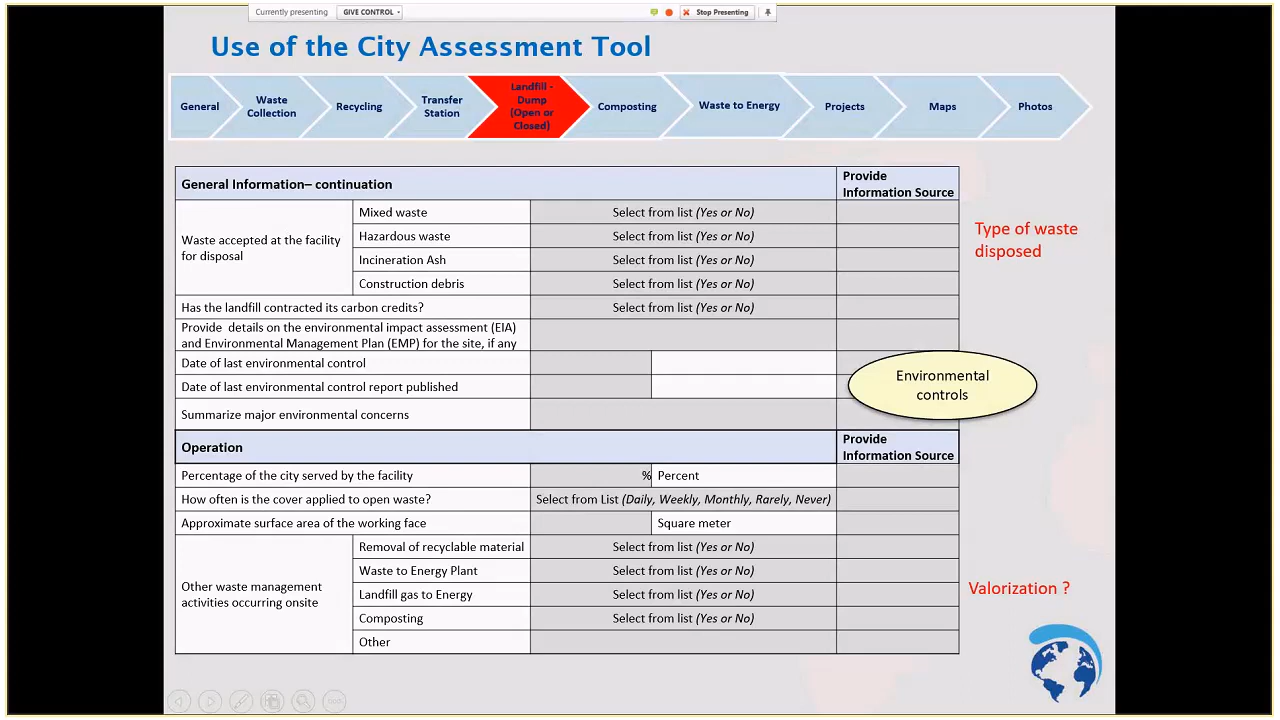 Currently presenting GIVE CONTROL Stop Presenting
Use of the City Assessment Tool
General
Waste
Collection
Recycling
Transfer
Station
Landfill -
Dump
(Open or
Closed)
Composting
Waste to Energy
Projects
Maps
Photos
General Information– continuation
Provide
Information Source
Waste accepted at the facility
for disposal
Mixed waste
Select from list (Yes or No)
Hazardous waste
Select from list (Yes or No)
Incineration Ash
Select from list (Yes or No)
Construction debris
Select from list (Yes or No)
Type of waste
disposed
Has the landfill contracted its carbon credits?
Select from list (Yes or No)
Provide details on the environmental impact assessment (EIA)
and Environmental Management Plan (EMP) for the site, if any
Date of last environmental control
Date of last environmental control report published
Environmental
controls
Summarize major environmental concerns
Operation
Provide
Information Source
Percentage of the city served by the facility
% Percent
How often is the cover applied to open waste?
Select from List (Daily, Weekly, Monthly, Rarely, Never)
Approximate surface area of the working face
Square meter
Other waste management
activities occurring onsite
Removal of recyclable material
Select from list (Yes or No)
Waste to Energy Plant
Select from list (Yes or No)
Landfill gas to Energy
Select from list (Yes or No)
Composting
Select from list (Yes or No)
Other
Valorization ?